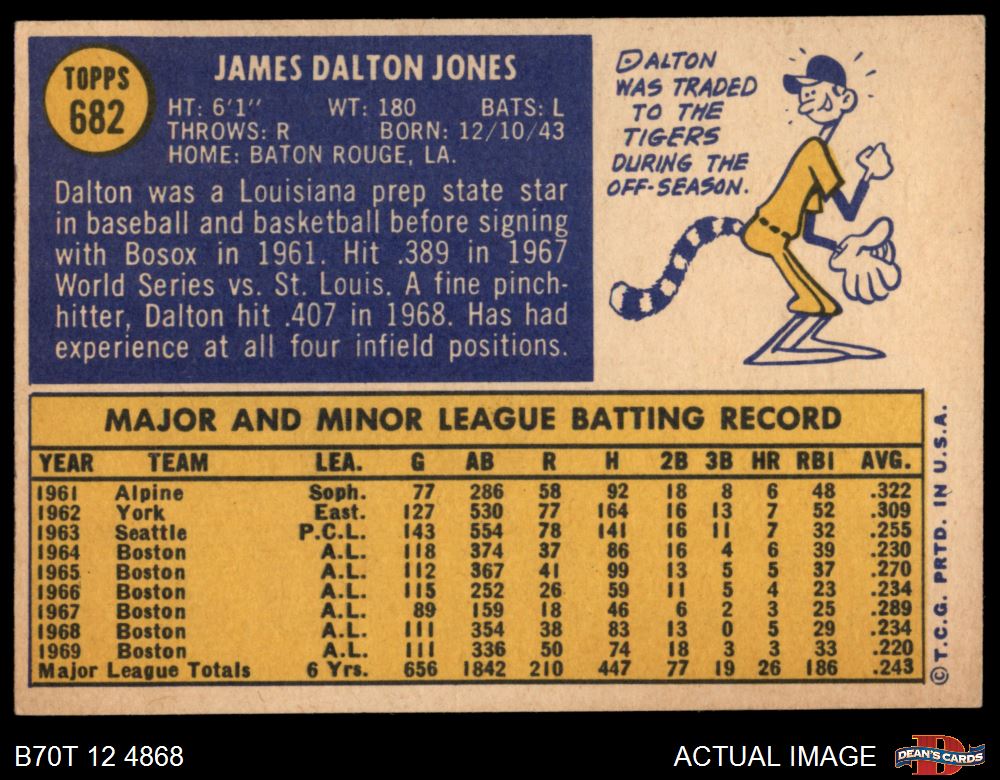 TOPPS
682
JAMES DALTON JONES
HT: 6'1" WT: 180 BATS: L
THROWS: R BORN: 12/10/43
HOME: BATON ROUGE, LA.
Dalton was a Louisiana prep state star
in baseball and basketball before signing
with Bosox in 1961. Hit .389 in 1967
World Series vs. St. Louis. A fine pinch-
hitter, Dalton hit .407 in 1968. Has had
experience at all four infield positions.
DALTON
WAS TRADED
TO THE
TIGERS
DURING THE
OFF-SEASON.
MAJOR AND MINOR LEAGUE BATTING RECORD
YEAR TEAM LEA. G AB R H 2B 3B HR RBI AVG.
1961 Alpine Soph. 77 286 58 92 18 8 6 48 .322
1962 York East. 127 530 77 164 16 13 7 52 .309
1963 Seattle P.C.L. 143 554 78 141 16 11 7 32 .255
1964 Boston A.L. 118 374 37 86 16 4 6 39 .230
1965 Boston A.L. 112 367 41 99 13 5 5 37 .270
1966 Boston A.L. 115 252 26 59 11 5 4 23 .234
1967 Boston A.L. 89 159 18 46 6 2 3 25 .289
1968 Boston A.L. 111 354 38 83 13 0 5 29 .234
1969 Boston A.L. 111 336 50 74 18 3 3 33 .220
Major League Totals 6 Yrs. 656 1842 210 447 77 19 26 186 .243
© T.C.G. PRTD. IN U.S.A.
B70T 12 4868
ACTUAL IMAGE
DEAN'S CARDS